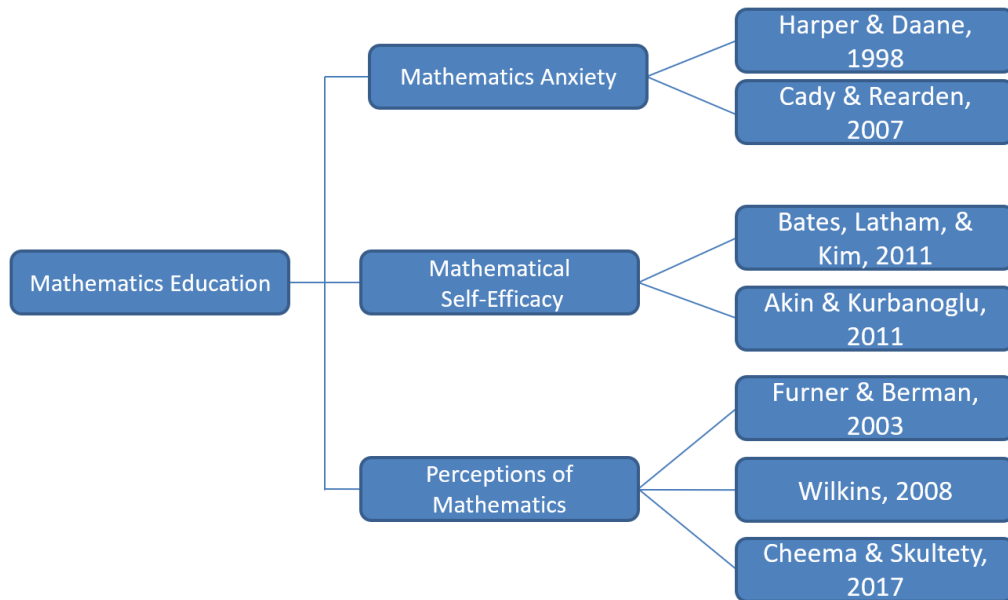 Mathematics Education
Mathematics Anxiety
Harper & Daane,
1998
Cady & Rearden,
2007
Mathematical
Self-Efficacy
Bates, Latham, &
Kim, 2011
Akin & Kurbanoglu,
2011
Perceptions of
Mathematics
Furner & Berman,
2003
Wilkins, 2008
Cheema & Skultety,
2017